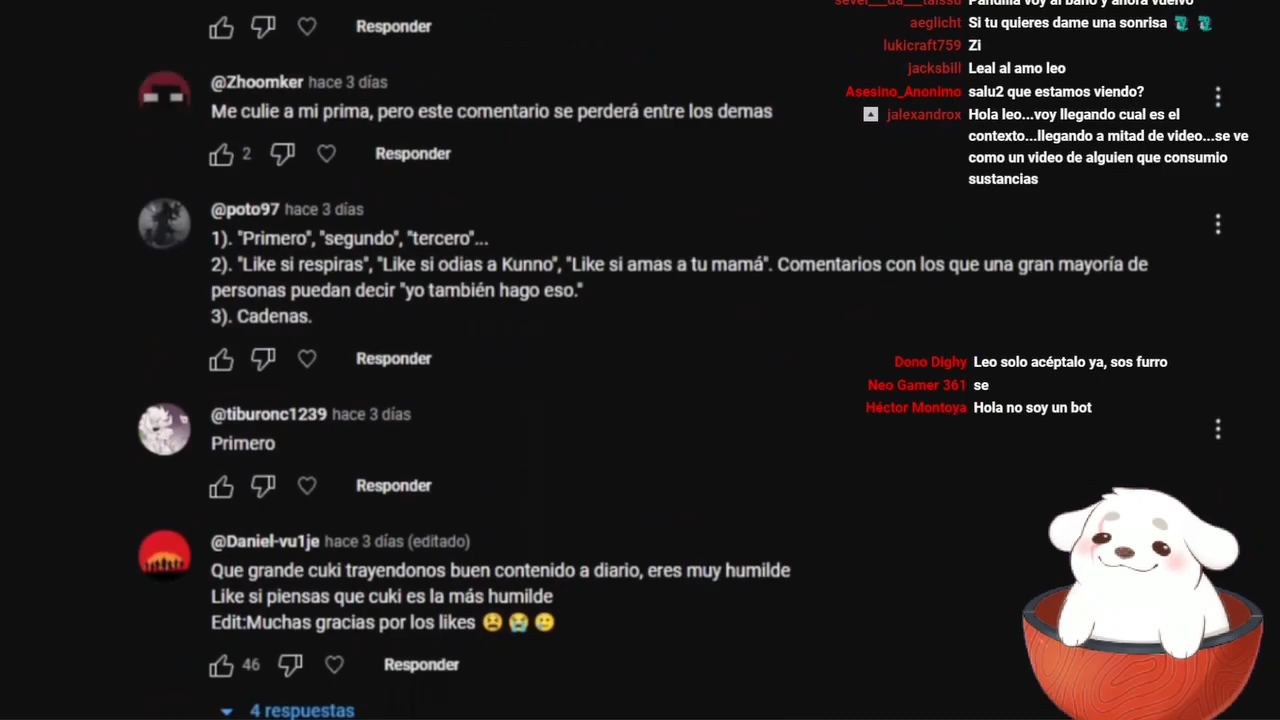 Responder
@Zhoomker hace 3 días
Me culie a mi prima, pero este comentario se perderá entre los demas
2 Responder
@poto97 hace 3 días
1). "Primero", "segundo", "tercero"...
2). "Like si respiras", "Like si odias a Kunno", "Like si amas a tu mamá". Comentarios con los que una gran mayoría de
personas puedan decir "yo también hago eso."
3). Cadenas.
Responder
@tiburonc1239 hace 3 días
Primero
Responder
@Daniel-vu1je hace 3 días (editado)
Que grande cuki trayendonos buen contenido a diario, eres muy humilde
Like si piensas que cuki es la más humilde
Edit:Muchas gracias por los likes 😫 😭 🥲
46 Responder
4 respuestas
Pandilla voy al baño y ahora vuelvo
aeglicht Si tu quieres dame una sonrisa
lukicraft759 Zi
jacksbill Leal al amo leo
Asesino_Anonimo salu2 que estamos viendo?
jalexandrox Hola leo...voy llegando cual es el
contexto...llegando a mitad de video...se ve
como un video de alguien que consumio
sustancias
Dono Dighy Leo solo acéptalo ya, sos furro
Neo Gamer 361 se
Héctor Montoya Hola no soy un bot